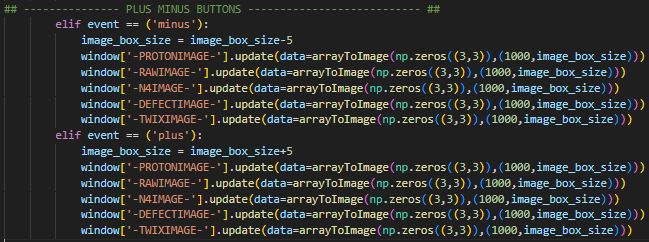 ## --------------- PLUS MINUS BUTTONS --------------------------- ##
elif event == ('minus'):
image_box_size = image_box_size-5
window['-PROTONIMAGE-'].update(data=arrayToImage(np.zeros((3,3)),(1000,image_box_size)))
window['-RAWIMAGE-'].update(data=arrayToImage(np.zeros((3,3)),(1000,image_box_size)))
window['-N4IMAGE-'].update(data=arrayToImage(np.zeros((3,3)),(1000,image_box_size)))
window['-DEFECTIMAGE-'].update(data=arrayToImage(np.zeros((3,3)),(1000,image_box_size)))
window['-TWIXIMAGE-'].update(data=arrayToImage(np.zeros((3,3)),(1000,image_box_size)))
elif event == ('plus'):
image_box_size = image_box_size+5
window['-PROTONIMAGE-'].update(data=arrayToImage(np.zeros((3,3)),(1000,image_box_size)))
window['-RAWIMAGE-'].update(data=arrayToImage(np.zeros((3,3)),(1000,image_box_size)))
window['-N4IMAGE-'].update(data=arrayToImage(np.zeros((3,3)),(1000,image_box_size)))
window['-DEFECTIMAGE-'].update(data=arrayToImage(np.zeros((3,3)),(1000,image_box_size)))
window['-TWIXIMAGE-'].update(data=arrayToImage(np.zeros((3,3)),(1000,image_box_size)))